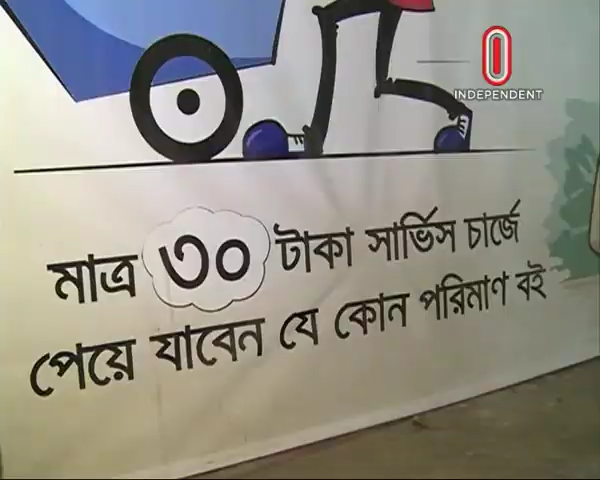 INDEPENDENT
মাত্র ৩০ টাকা সার্ভিস চার্জে
পেয়ে যাবেন যে কোন পরিমাণ বই